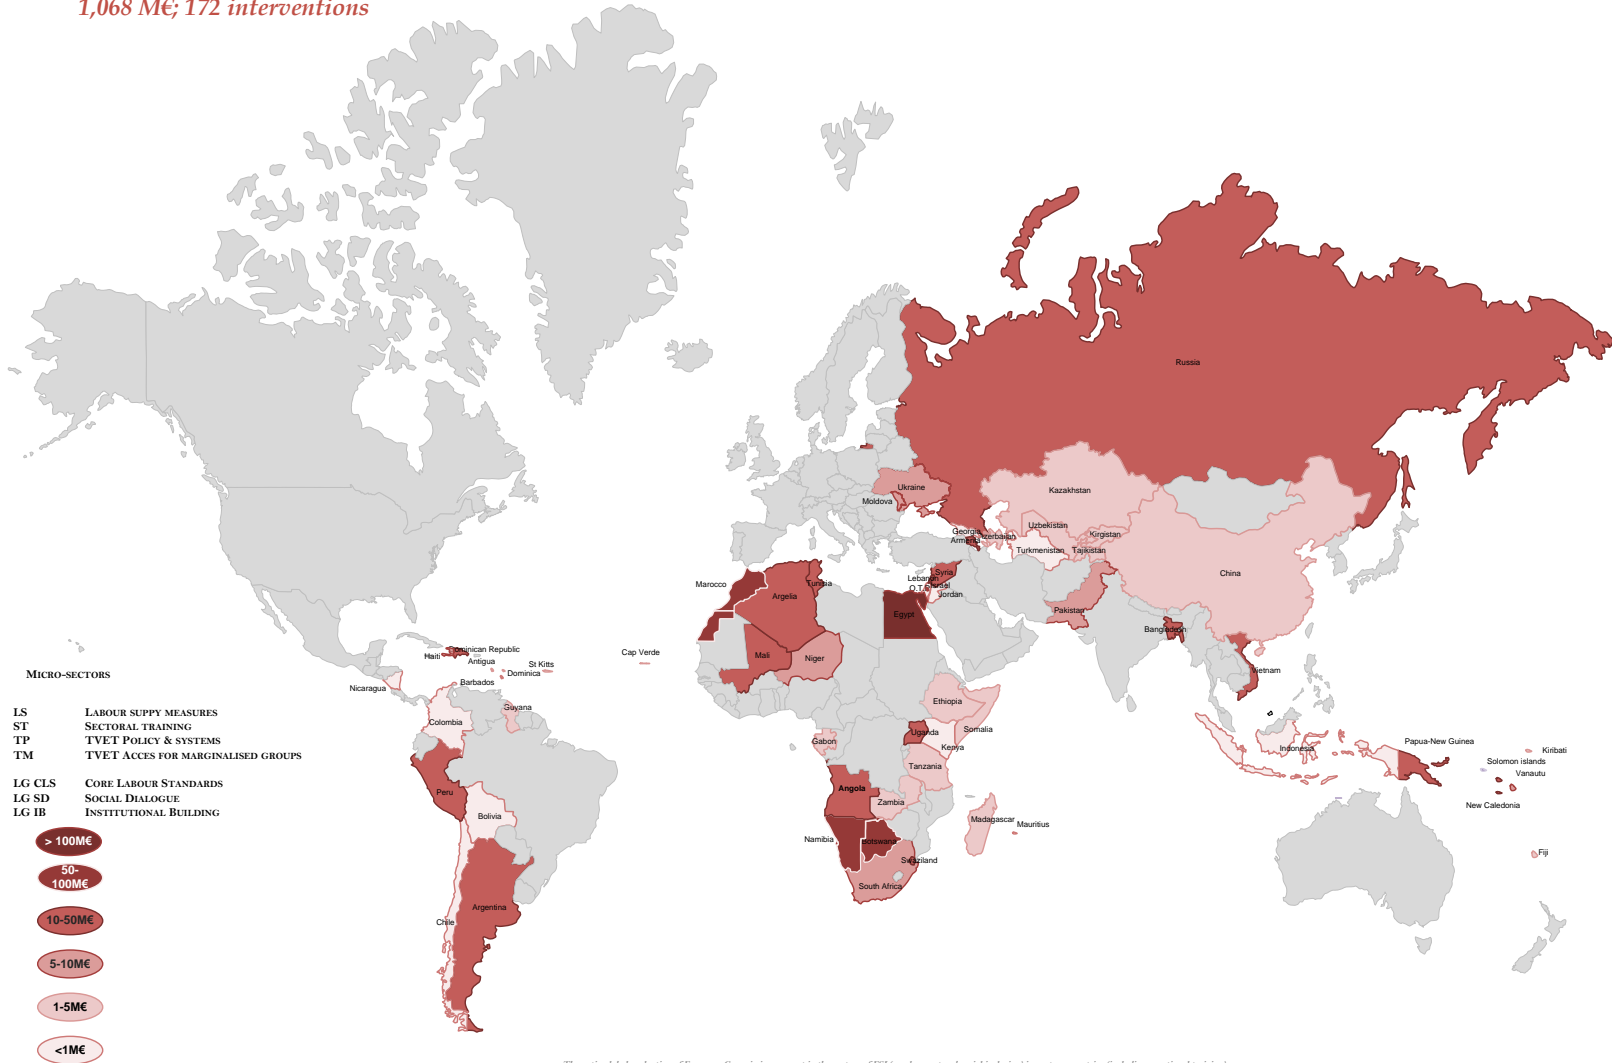 1,068 M€; 172 interventions
Russia
Ukraine
Moldova
Kazakhstan
Georgia
Armenia
Azerbaijan
Uzbekistan
Kirgistan
Turkmenistan
Tajikistan
China
Marocco
Tunisia
Argelia
Lebanon
Syria
O.T.
Israel
Jordan
Egypt
Pakistan
Bangladesh
Vietnam
Haiti
Dominican Republic
Antigua
St Kitts
Dominica
Barbados
Nicaragua
Cap Verde
Mali
Niger
Guyana
Colombia
Ethiopia
Somalia
Uganda
Kenya
Gabon
Tanzania
Indonesia
Papua-New Guinea
Kiribati
Solomon islands
Vanautu
New Caledonia
Fiji
Peru
Bolivia
Angola
Zambia
Madagascar
Mauritius
Namibia
Botswana
Swaziland
South Africa
Argentina
Chile
MICRO-SECTORS
LS LABOUR SUPPY MEASURES
ST SECTORAL TRAINING
TP TVET POLICY & SYSTEMS
TM TVET ACCES FOR MARGINALISED GROUPS
LG CLS CORE LABOUR STANDARDS
LG SD SOCIAL DIALOGUE
LG IB INSTITUTIONAL BUILDING
> 100M€
50-
100M€
10-50M€
5-10M€
1-5M€
<1M€